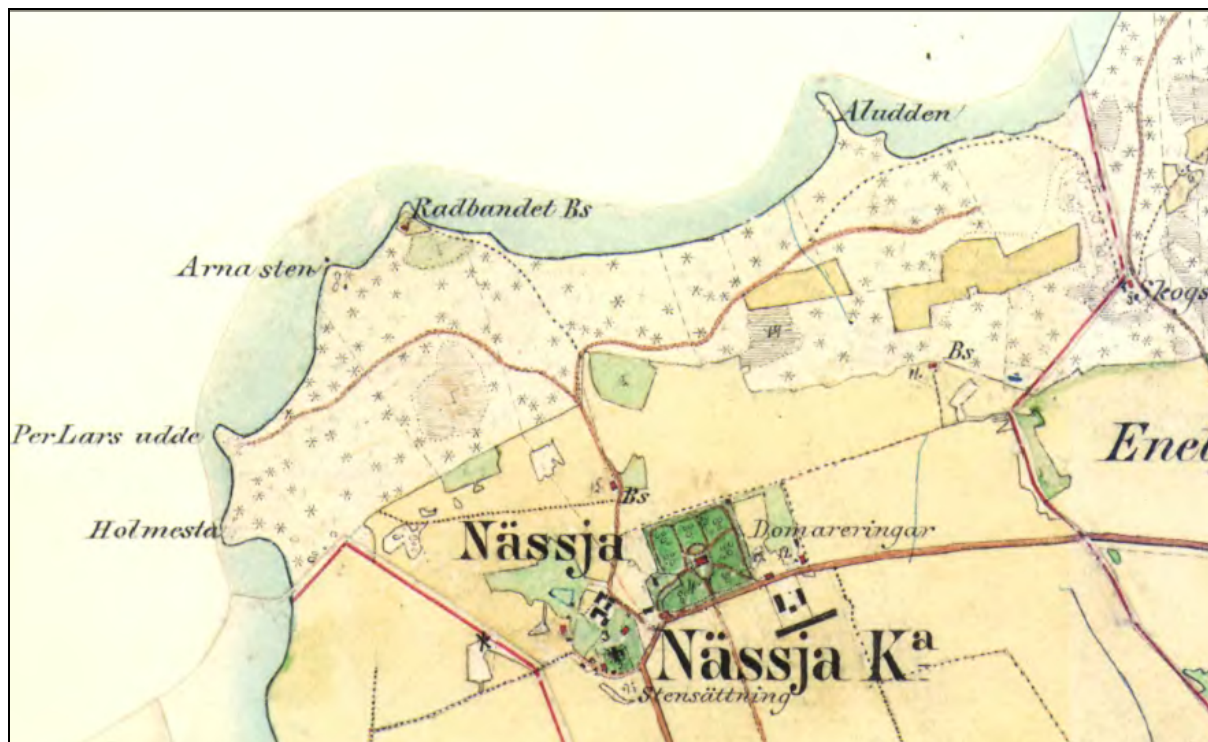 Aludden
Radbandet Bs
Arna sten
Skogs
Bs
Per Lars udde
Enel
Bs
Holmesta
Nässja
Domareringar
Nässja Kª
Stensättning